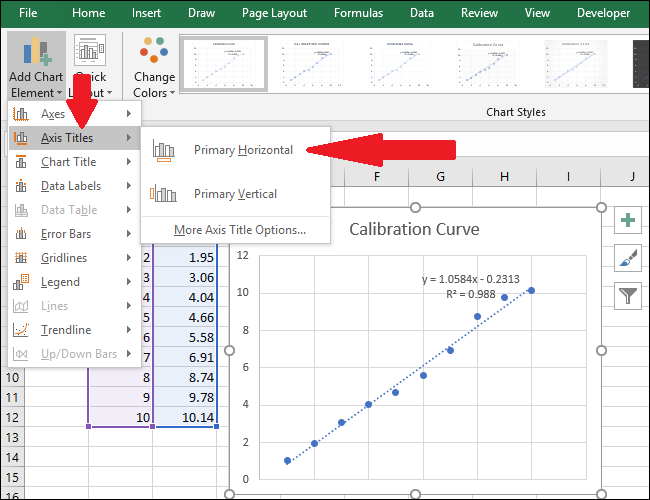 File Home Insert Draw Page Layout Formulas Data Review View Developer
Add Chart Element
Quick Layout
Change Colors
Calibration Curve
Chart Styles
Axes
Axis Titles
Chart Title
Data Labels
Data Table
Error Bars
Gridlines
Legend
Lines
Trendline
Up/Down Bars
Primary Horizontal
Primary Vertical
More Axis Title Options...
F G H I J
2 1.95
3 3.06
4 4.04
5 4.66
6 5.58
7 6.91
10 8 8.74
11 9 9.78
12 10 10.14
13
14
15
16
Calibration Curve
y = 1.0584x - 0.2313
R² = 0.988
12
10
8
6
4
2
0